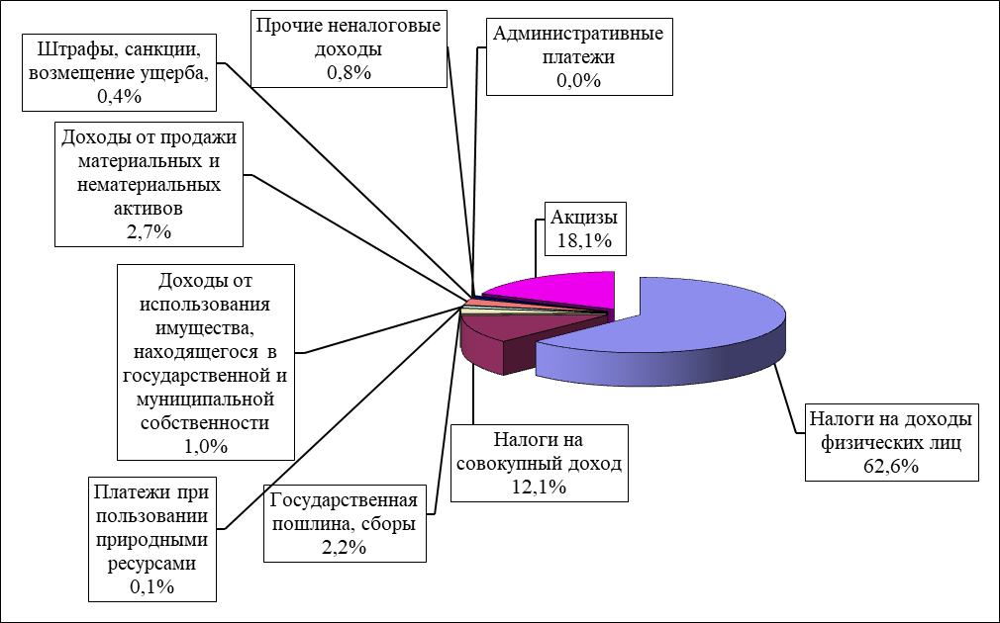 Штрафы, санкции,
возмещение ущерба,
0,4%
Прочие неналоговые
доходы
0,8%
Административные
платежи
0,0%
Доходы от продажи
материальных и
нематериальных
активов
2,7%
Акцизы
18,1%
Доходы от
использования
имущества,
находящегося в
государственной и
муниципальной
собственности
1,0%
Налоги на доходы
физических лиц
62,6%
Налоги на
совокупный доход
12,1%
Государственная
пошлина, сборы
2,2%
Платежи при
пользовании
природными
ресурсами
0,1%